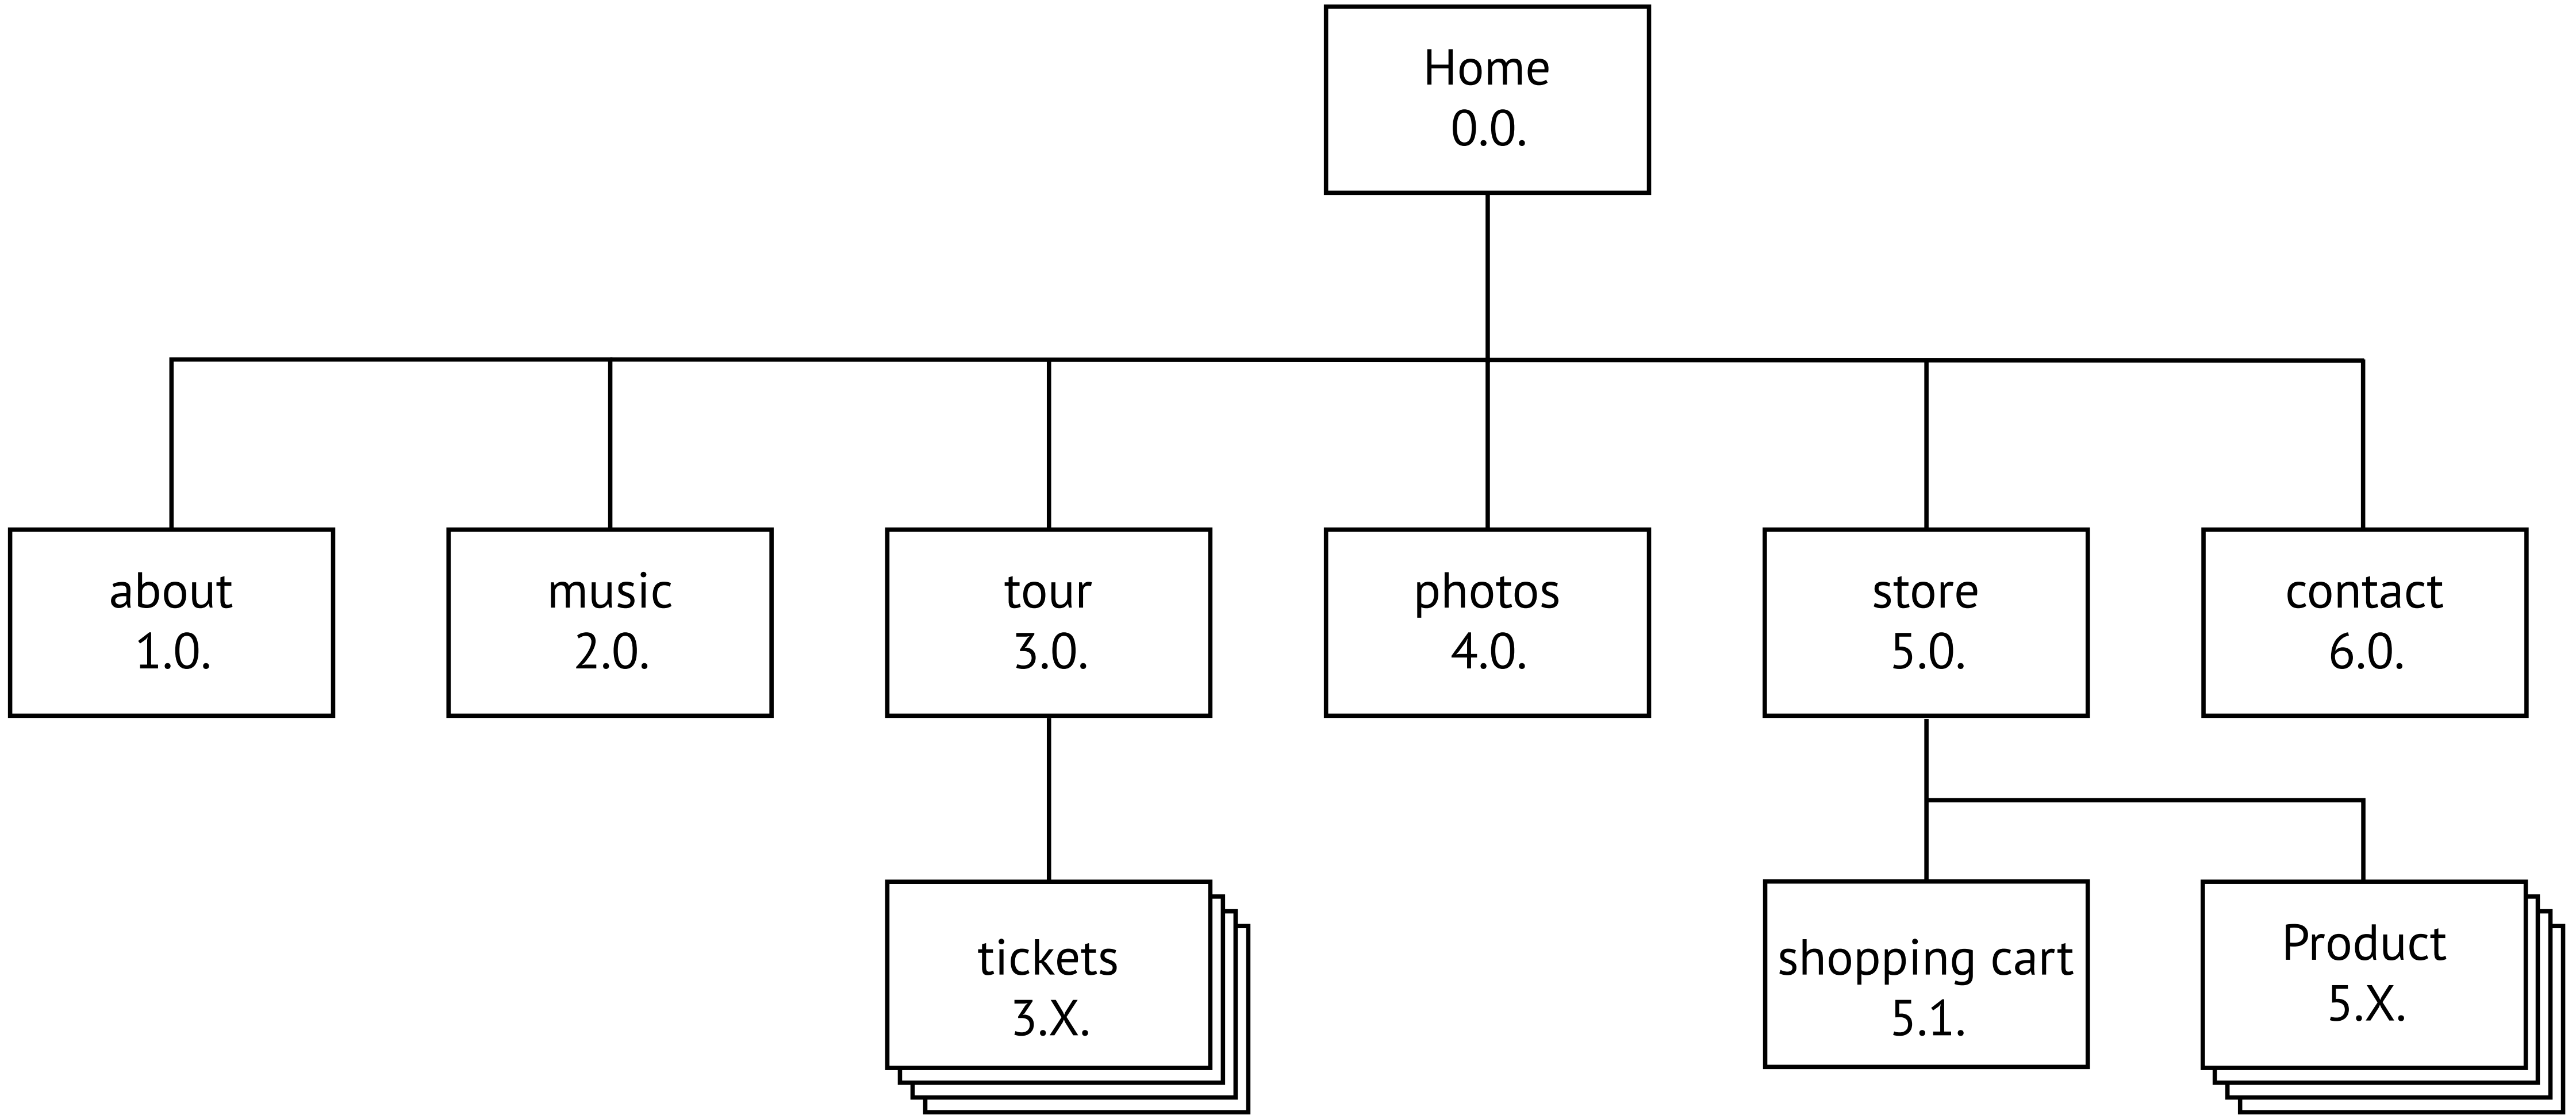 Home
0.0.
about
1.0.
music
2.0.
tour
3.0.
photos
4.0.
store
5.0.
contact
6.0.
tickets
3.X.
shopping cart
5.1.
Product
5.X.